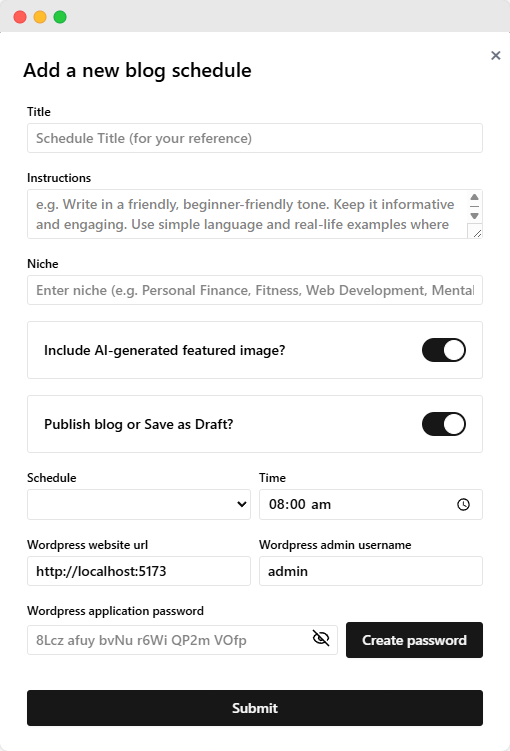 Add a new blog schedule
Title
Schedule Title (for your reference)
Instructions
e.g. Write in a friendly, beginner-friendly tone. Keep it informative
and engaging. Use simple language and real-life examples where
Niche
Enter niche (e.g. Personal Finance, Fitness, Web Development, Mental
Include AI-generated featured image?
Publish blog or Save as Draft?
Schedule
Time
08:00 am
Wordpress website url
Wordpress admin username
http://localhost:5173
admin
Wordpress application password
8Lcz afuy bvNu r6Wi QP2m VOfp
Create password
Submit